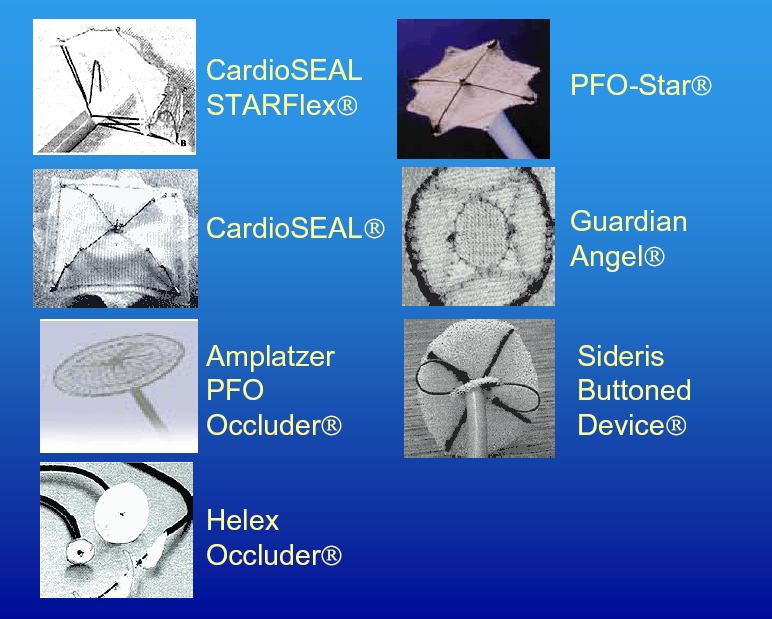 CardioSEAL
STARFlex®
PFO-Star®
CardioSEAL®
Guardian
Angel®
Amplatzer
PFO
Occluder®
Sideris
Buttoned
Device®
Helex
Occluder®
B